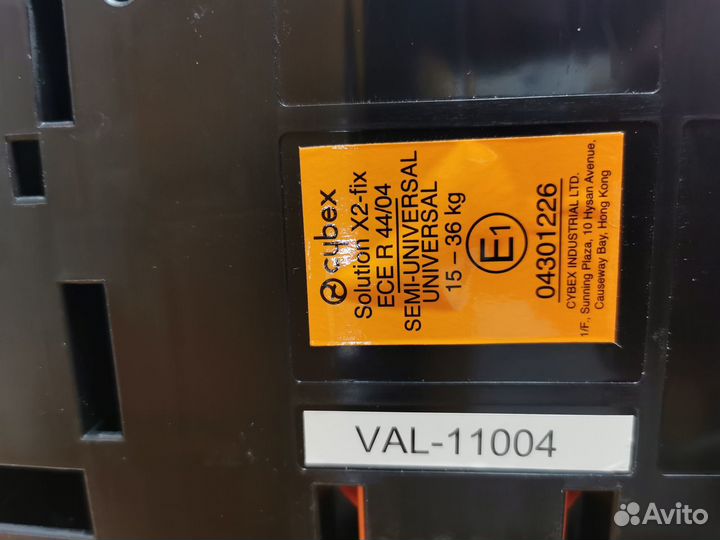 cybex
Solution X2-fix
ECE R 44/04
SEMI-UNIVERSAL
UNIVERSAL
15 – 36 kg
E1
04301226
CYBEX INDUSTRIAL LTD.
1/F., Sunning Plaza, 10 Hysan Avenue,
Causeway Bay, Hong Kong
VAL-11004
Avito